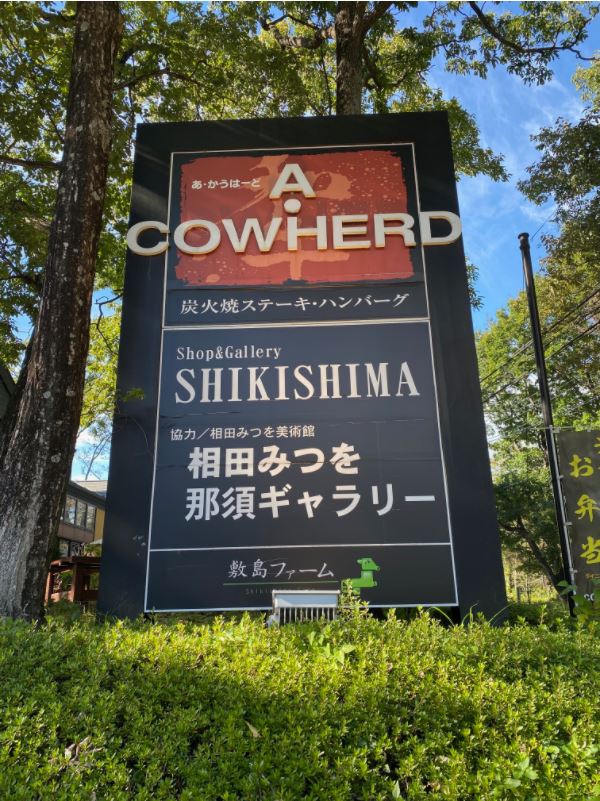 あ・かうはーど
A
COWHERD
炭火焼ステーキ・ハンバーグ
Shop&Gallery
SHIKISHIMA
協力／相田みつを美術館
相田みつを
那須ギャラリー
敷島ファーム
お弁当